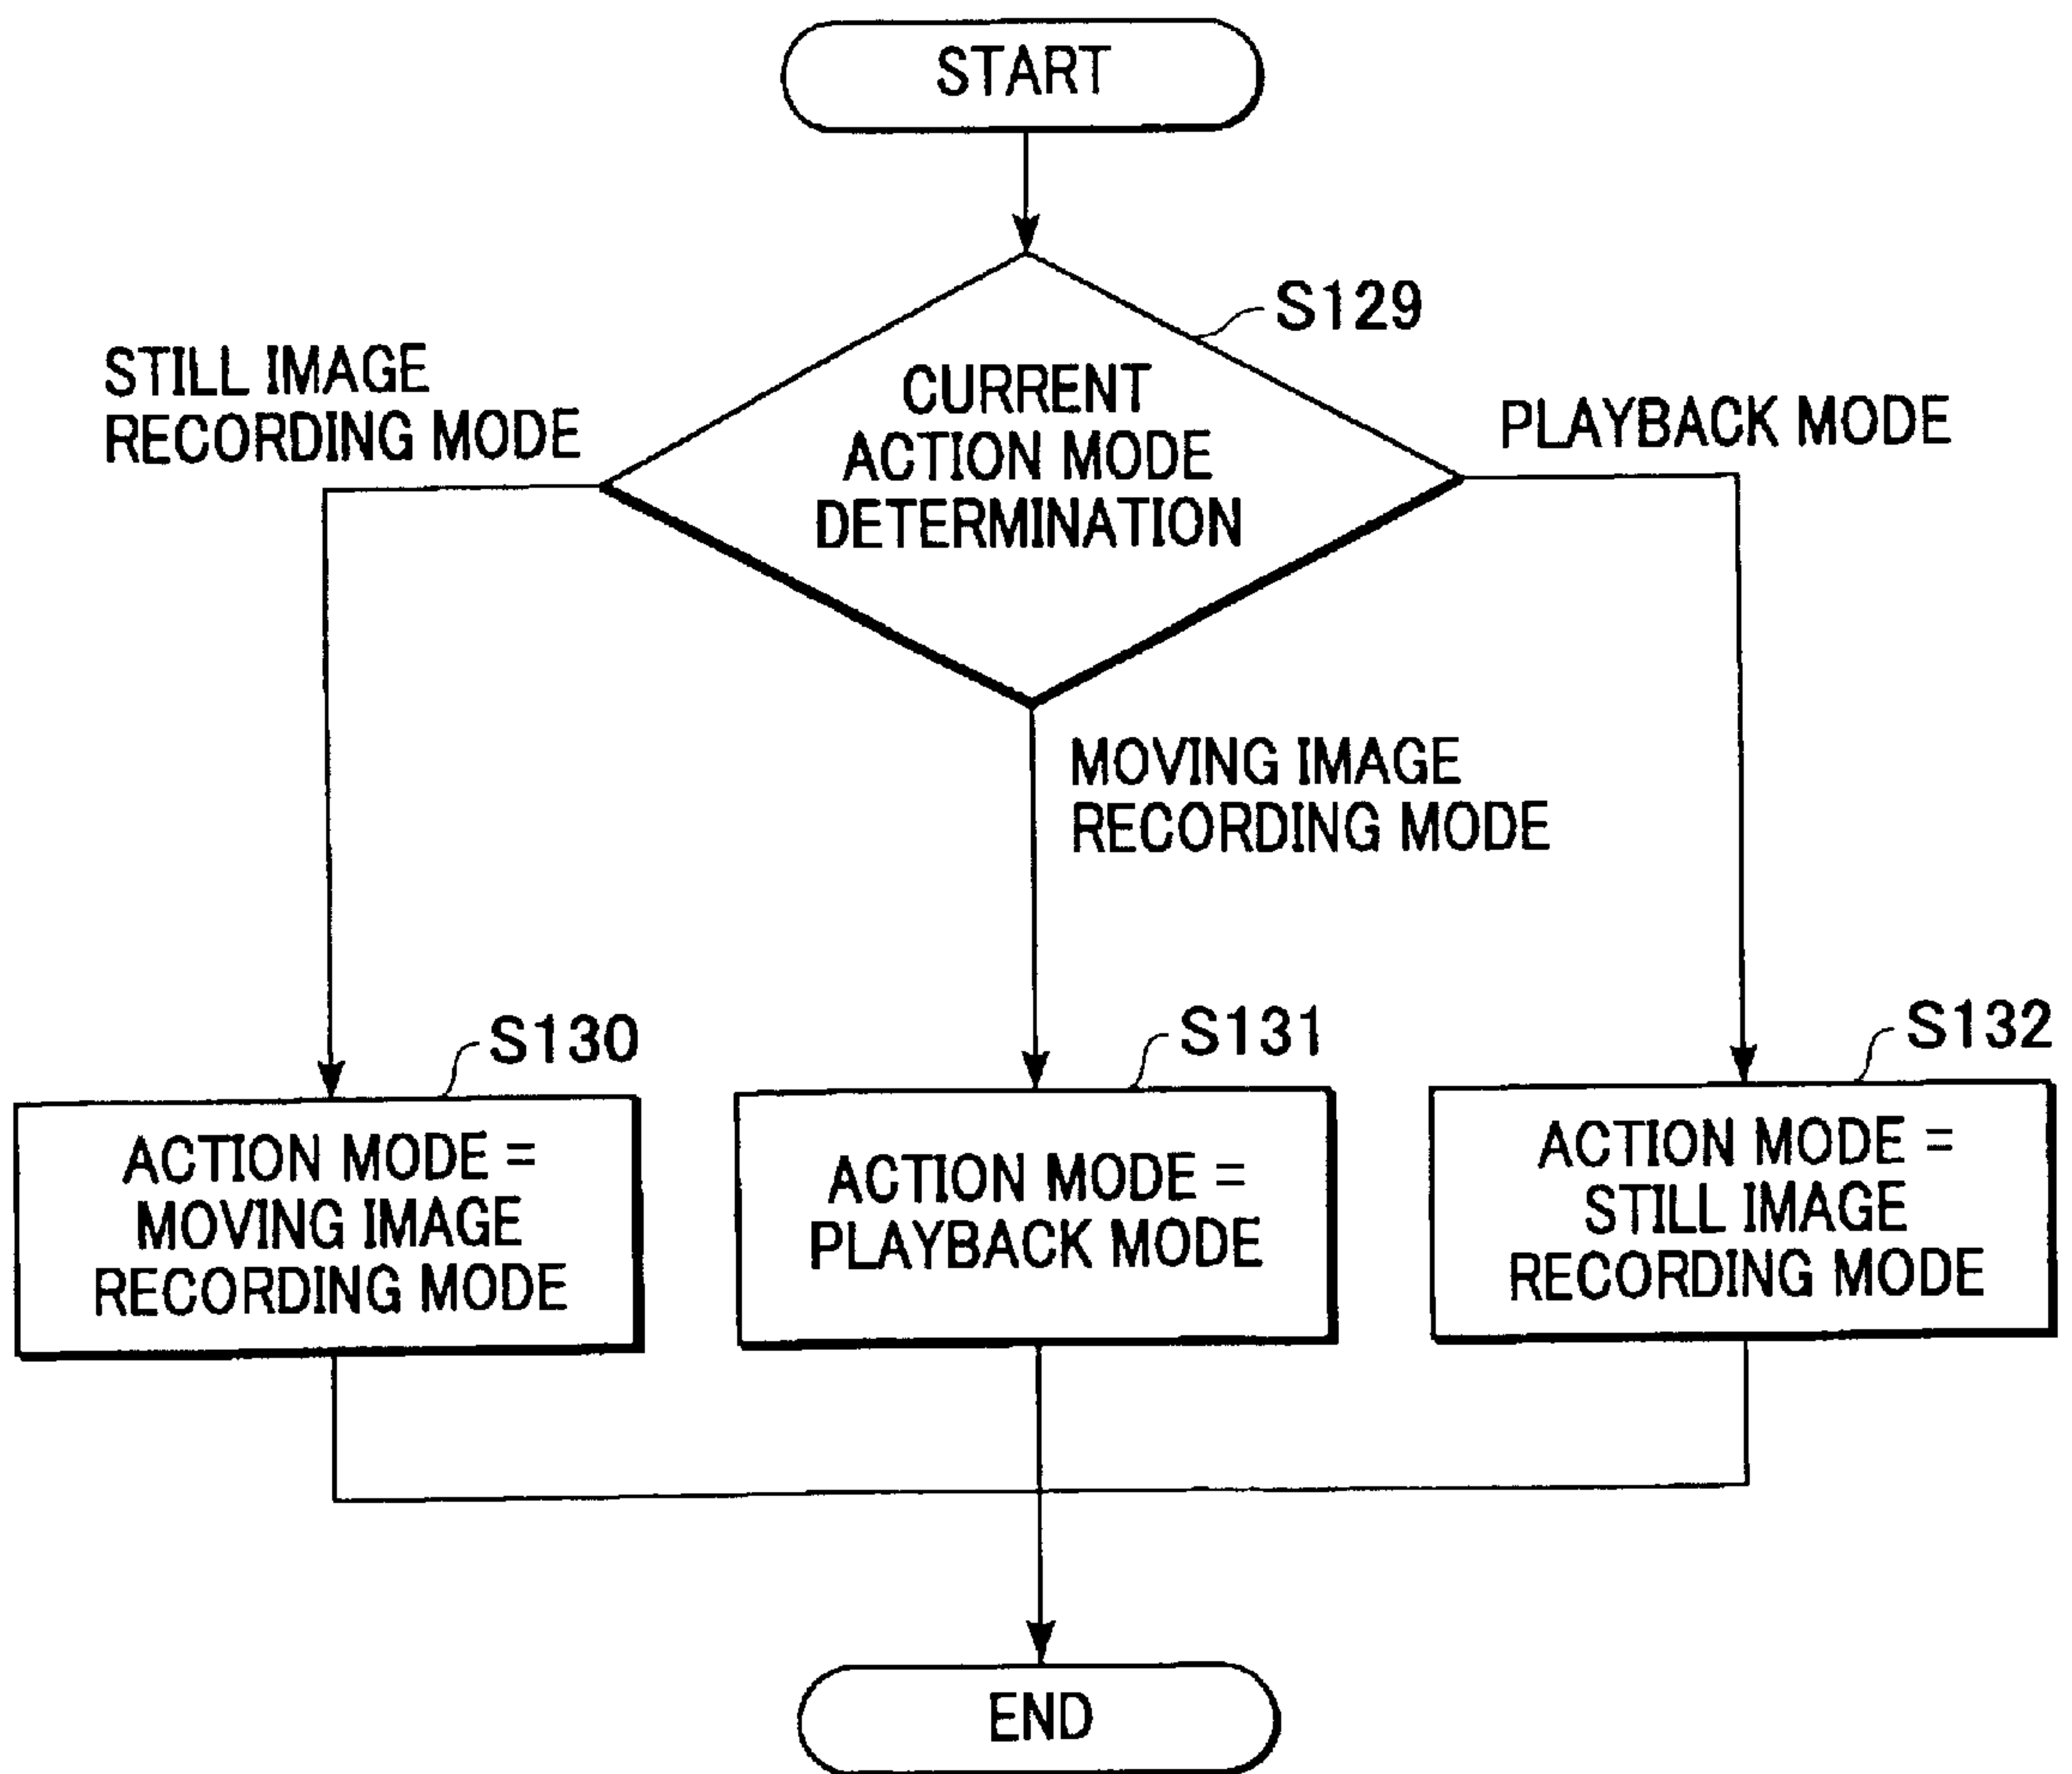 START
S129
CURRENT
ACTION MODE
DETERMINATION
STILL IMAGE
RECORDING MODE
PLAYBACK MODE
MOVING IMAGE
RECORDING MODE
S130
ACTION MODE =
MOVING IMAGE
RECORDING MODE
S131
ACTION MODE =
PLAYBACK MODE
S132
ACTION MODE =
STILL IMAGE
RECORDING MODE
END